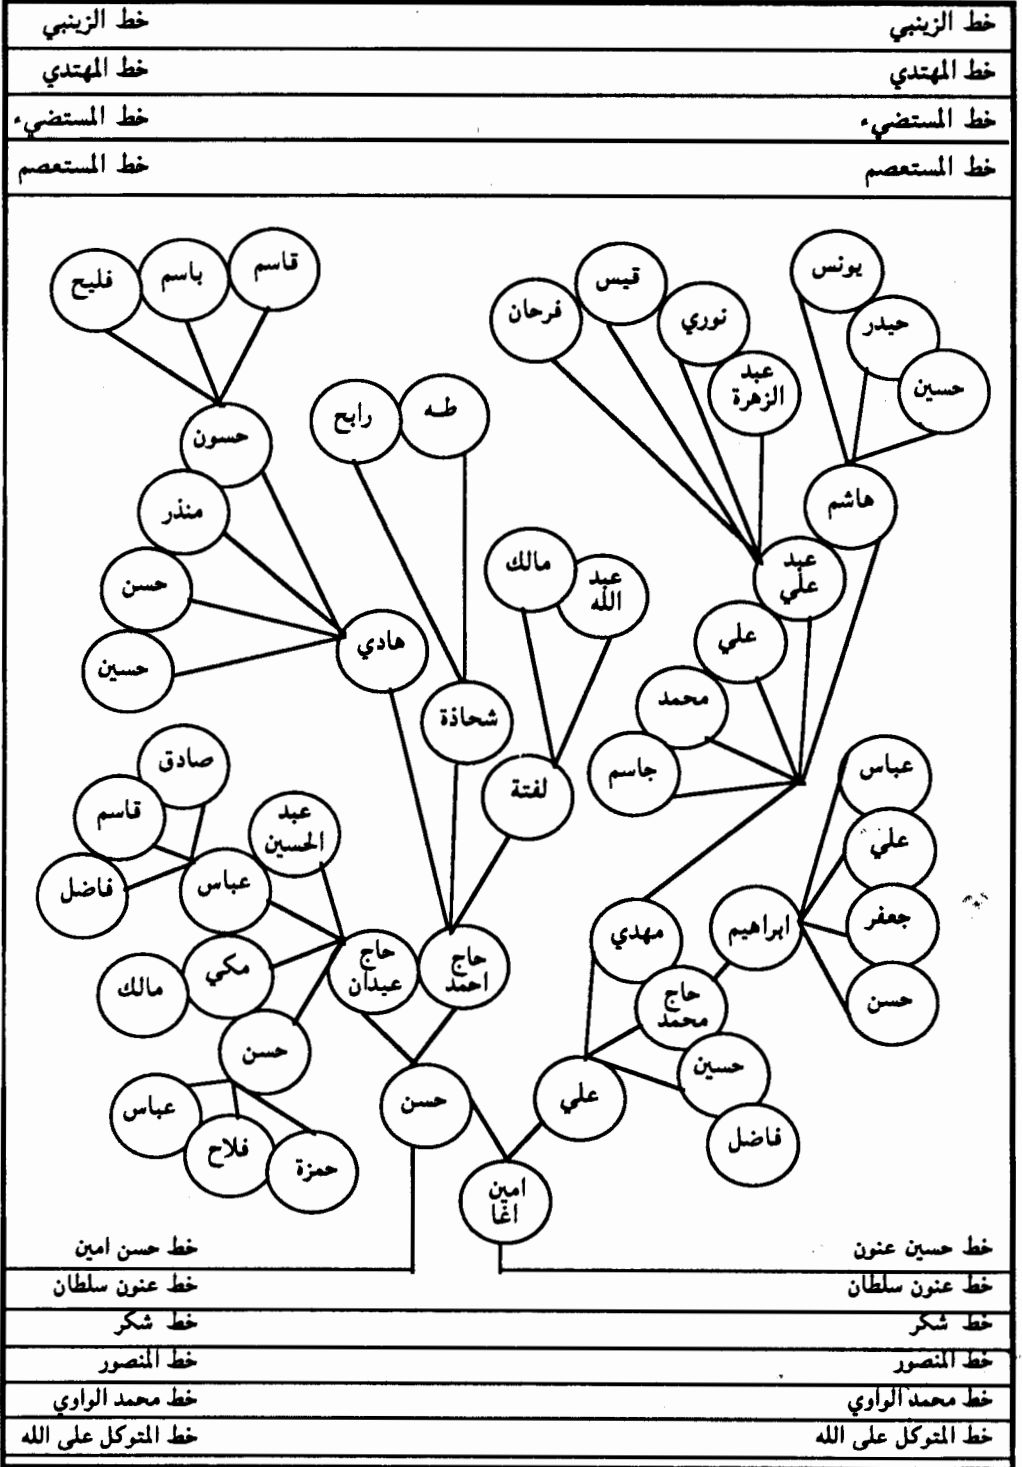 خط الزينبي
خط الزينبي
خط المهتدي
خط المهتدي
خط المستضيء
خط المستضيء
خط المستعصم
خط المستعصم
يونس
حيدر
حسين
قيس
فرحان
نوري
عبد
الزهرة
قاسم
باسم
فليح
طه
رابح
حسون
منذر
حسن
حسين
هاشم
عبد
علي
علي
محمد
جاسم
مالك
عبد
الله
هادي
شحاذة
لفتة
عباس
علي
جعفر
حسن
صادق
قاسم
فاضل
عبد
الحسين
عباس
مكي
مالك
حسن
عباس
فلاح
حمزة
حاج
عيدان
حاج
احمد
مهدي
ابراهيم
حاج
محمد
حسين
فاضل
علي
حسن
امين
اغا
خط حسين عنون
خط حسن امين
خط عنون سلطان
خط عنون سلطان
خط شكر
خط شكر
خط المنصور
خط المنصور
خط محمد الواوي
خط محمد الواوي
خط المتوكل على الله
خط المتوكل على الله